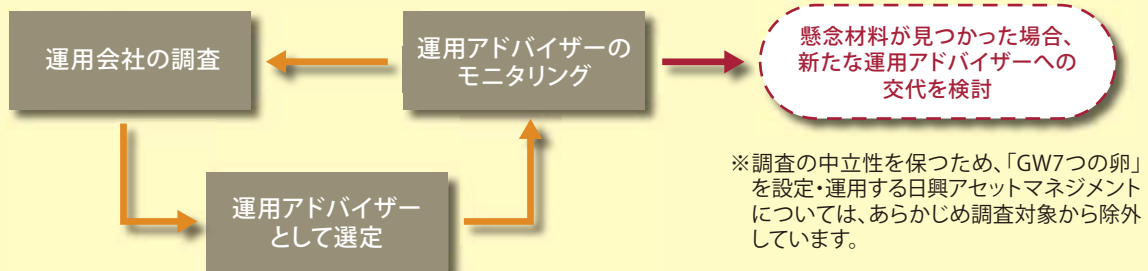 運用会社の調査
運用アドバイザーの
モニタリング
懸念材料が見つかった場合、
新たな運用アドバイザーへの
交代を検討
運用アドバイザー
として選定
※調査の中立性を保つため、「GW7つの卵」
を設定・運用する日興アセットマネジメント
については、あらかじめ調査対象から除外
しています。